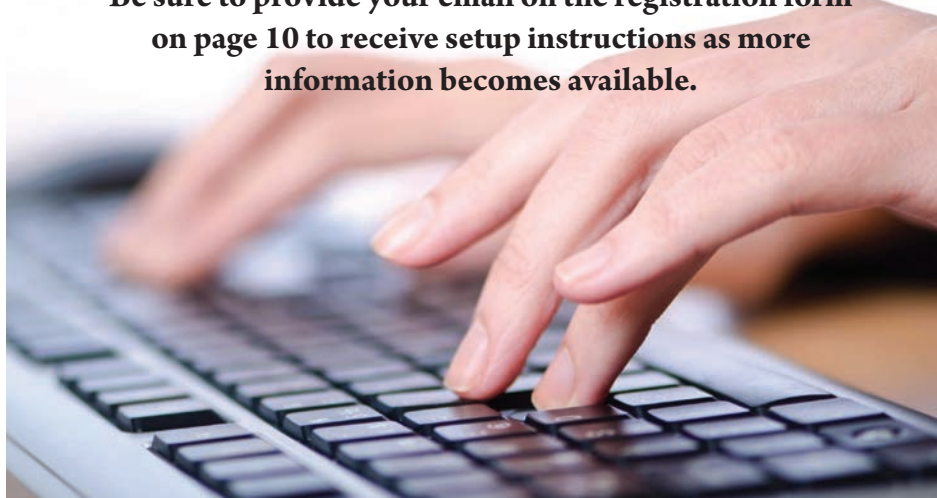 Be sure to provide your email on the registration form
on page 10 to receive setup instructions as more
information becomes available.